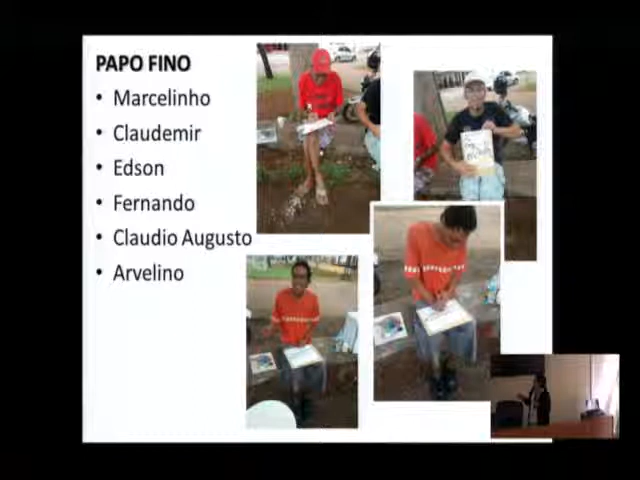 PAPO FINO
• Marcelinho
• Claudemir
• Edson
• Fernando
• Claudio Augusto
• Arvelino